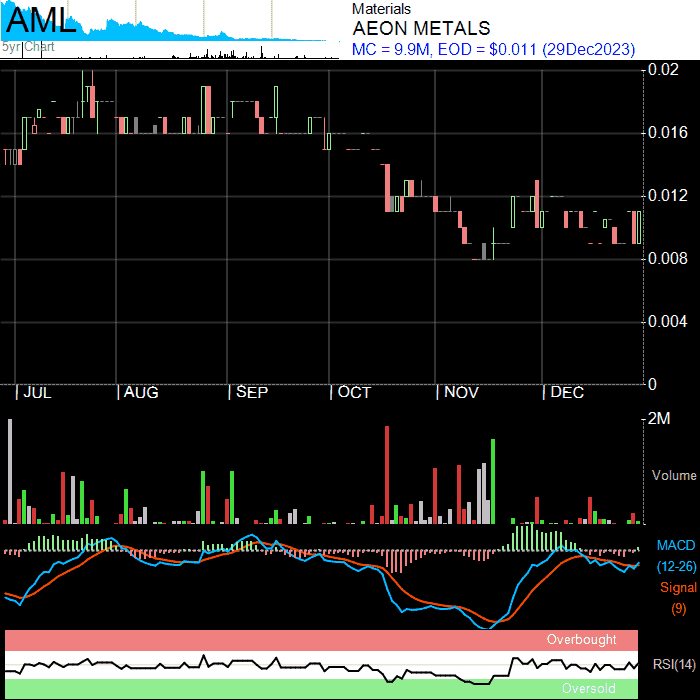 AML
5yr Chart
Materials
AEON METALS
MC = 9.9M, EOD = $0.011 (29Dec2023)
0.02
0.016
0.012
0.008
0.004
0
JUL AUG SEP OCT NOV DEC
2M
Volume
MACD
(12-26)
Signal
(9)
Overbought
RSI(14)
Oversold